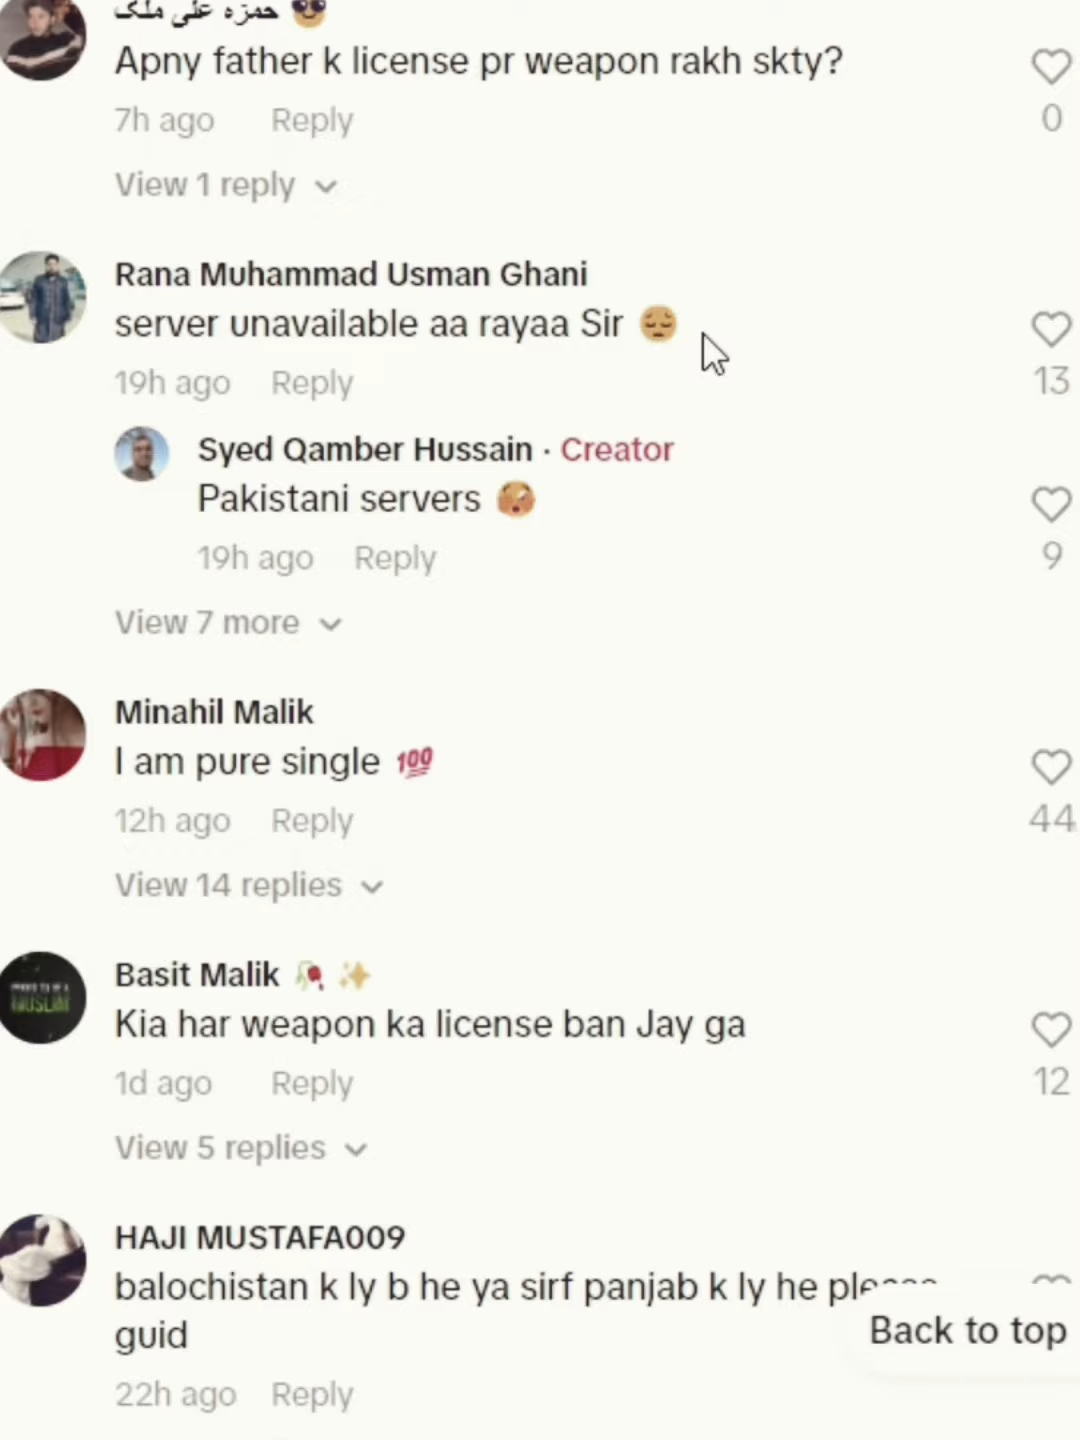 حمزہ علی ملک 😎
Apny father k license pr weapon rakh skty?
7h ago Reply
0
View 1 reply
Rana Muhammad Usman Ghani
server unavailable aa rayaa Sir 😔
19h ago Reply
13
Syed Qamber Hussain · Creator
Pakistani servers
19h ago Reply
9
View 7 more
Minahil Malik
I am pure single 💯
12h ago Reply
44
View 14 replies
Basit Malik 🥀 ✨
Kia har weapon ka license ban Jay ga
1d ago Reply
12
View 5 replies
HAJI MUSTAFA009
balochistan k ly b he ya sirf panjab k ly he please
guid
Back to top
22h ago Reply